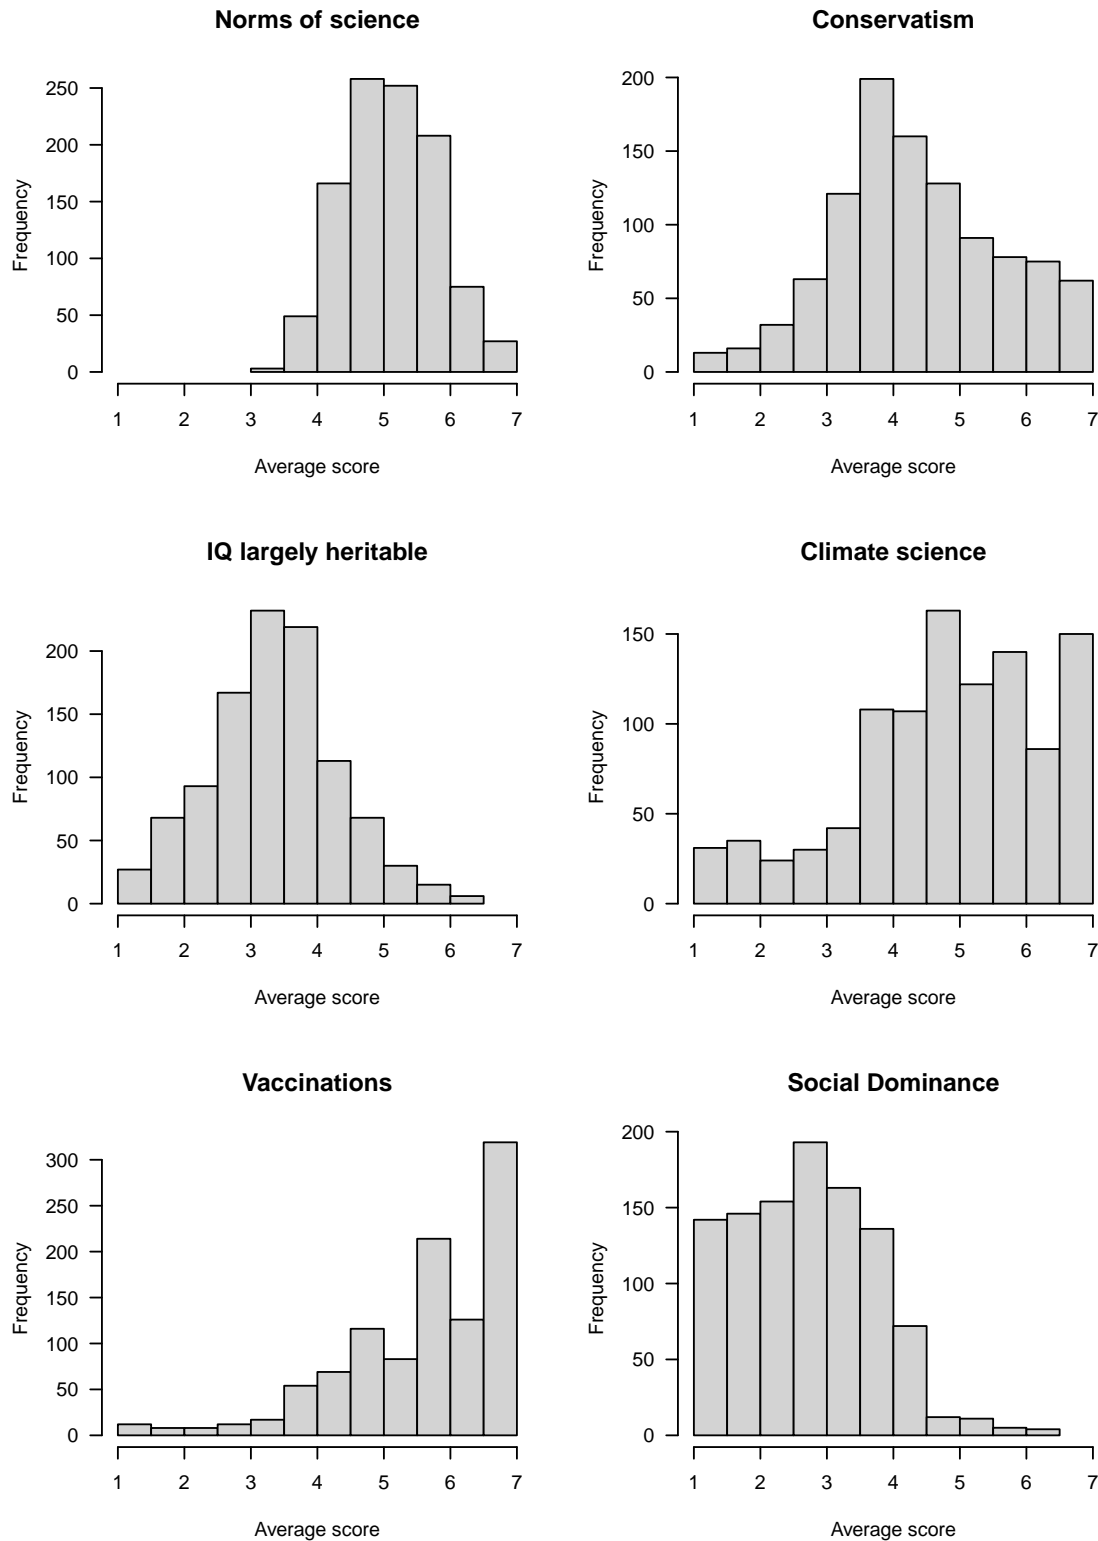 Norms of science
Frequency
250
200
150
100
50
0
1 2 3 4 5 6 7
Average score
Conservatism
Frequency
200
150
100
50
0
1 2 3 4 5 6 7
Average score
IQ largely heritable
Frequency
200
150
100
50
0
1 2 3 4 5 6 7
Average score
Climate science
Frequency
150
100
50
0
1 2 3 4 5 6 7
Average score
Vaccinations
Frequency
300
250
200
150
100
50
0
1 2 3 4 5 6 7
Average score
Social Dominance
Frequency
200
150
100
50
0
1 2 3 4 5 6 7
Average score